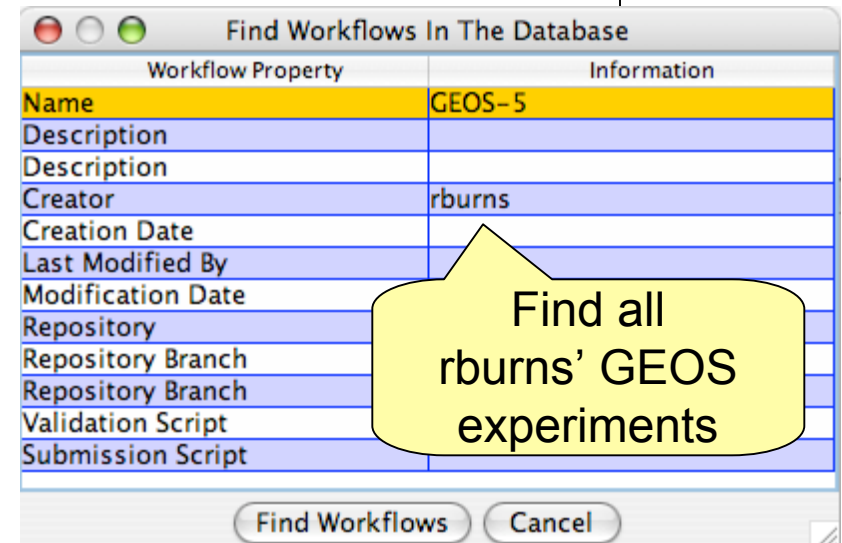 Find Workflows In The Database
Workflow Property Information
Name GEOS-5
Description
Description
Creator rburns
Creation Date
Last Modified By
Modification Date
Repository
Repository Branch
Repository Branch
Validation Script
Submission Script
Find all
rburns’ GEOS
experiments
Find Workflows Cancel